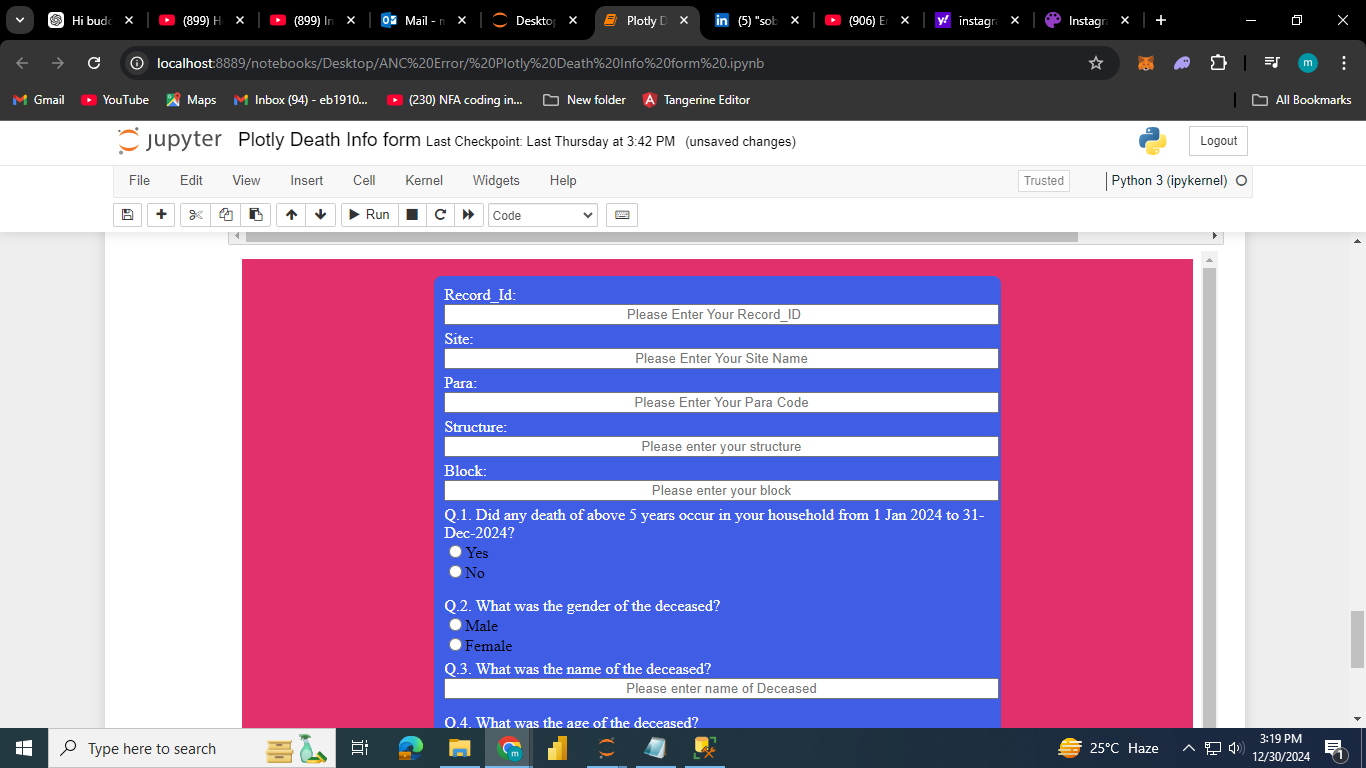 Hi budd
(899) H
(899) In
Mail - n
Desktop
Plotly D
(5) "sob
(906) Er
instagra
Instagra
localhost:8889/notebooks/Desktop/ANC%20Error/%20Plotly%20Death%20Info%20form%20.ipynb
m
Gmail
YouTube
Maps
Inbox (94) - eb1910...
(230) NFA coding in...
New folder
Tangerine Editor
All Bookmarks
jupyter Plotly Death Info form Last Checkpoint: Last Thursday at 3:42 PM (unsaved changes)
Logout
File Edit View Insert Cell Kernel Widgets Help
Trusted
Python 3 (ipykernel)
Run
Code
Record_Id:
Please Enter Your Record_ID
Site:
Please Enter Your Site Name
Para:
Please Enter Your Para Code
Structure:
Please enter your structure
Block:
Please enter your block
Q.1. Did any death of above 5 years occur in your household from 1 Jan 2024 to 31-
Dec-2024?
Yes
No
Q.2. What was the gender of the deceased?
Male
Female
Q.3. What was the name of the deceased?
Please enter name of Deceased
Q.4. What was the age of the deceased?
Type here to search
25°C Haze
3:19 PM
12/30/2024
1